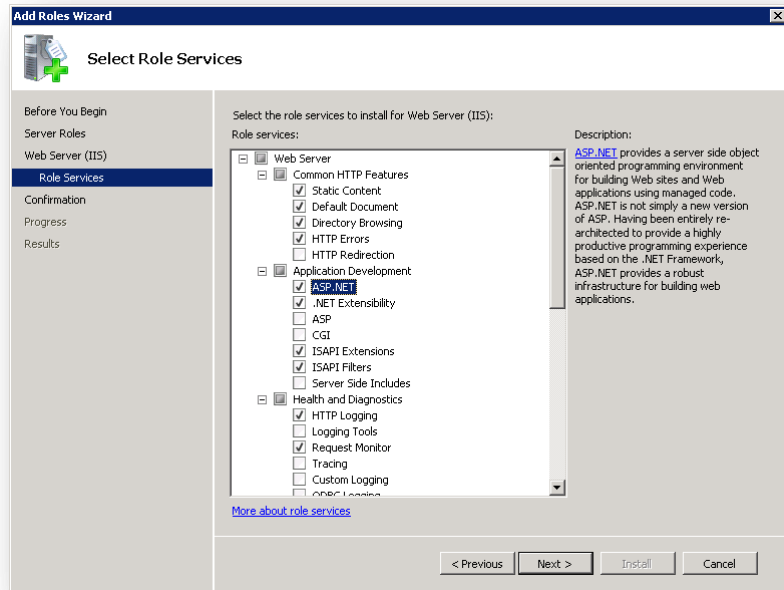 Add Roles Wizard
Select Role Services
Before You Begin
Server Roles
Web Server (IIS)
Role Services
Confirmation
Progress
Results
Select the role services to install for Web Server (IIS):
Role services:
Web Server
Common HTTP Features
Static Content
Default Document
Directory Browsing
HTTP Errors
HTTP Redirection
Application Development
ASP.NET
.NET Extensibility
ASP
CGI
ISAPI Extensions
ISAPI Filters
Server Side Includes
Health and Diagnostics
HTTP Logging
Logging Tools
Request Monitor
Tracing
Custom Logging
ODBC Logging
More about role services
Description:
ASP.NET provides a server side object
oriented programming environment
for building Web sites and Web
applications using managed code.
ASP.NET is not simply a new version
of ASP. Having been entirely re-
architected to provide a highly
productive programming experience
based on the .NET Framework,
ASP.NET provides a robust
infrastructure for building web
applications.
< Previous
Next >
Install
Cancel